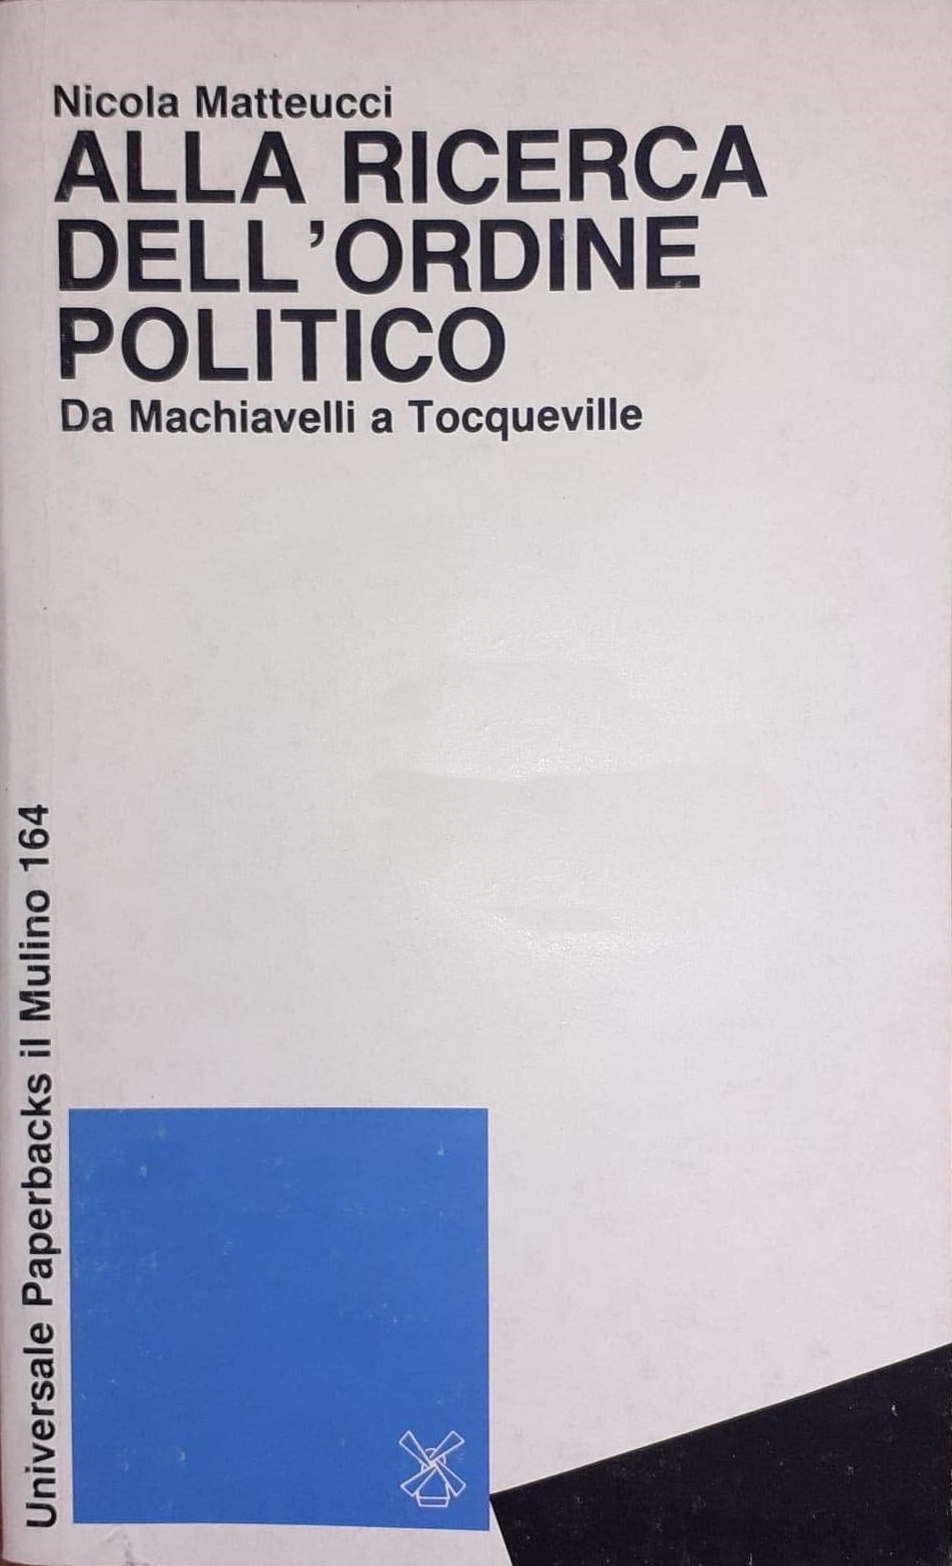 Nicola Matteucci
ALLA RICERCA
DELL'ORDINE
POLITICO
Da Machiavelli a Tocqueville
Universale Paperbacks il Mulino 164